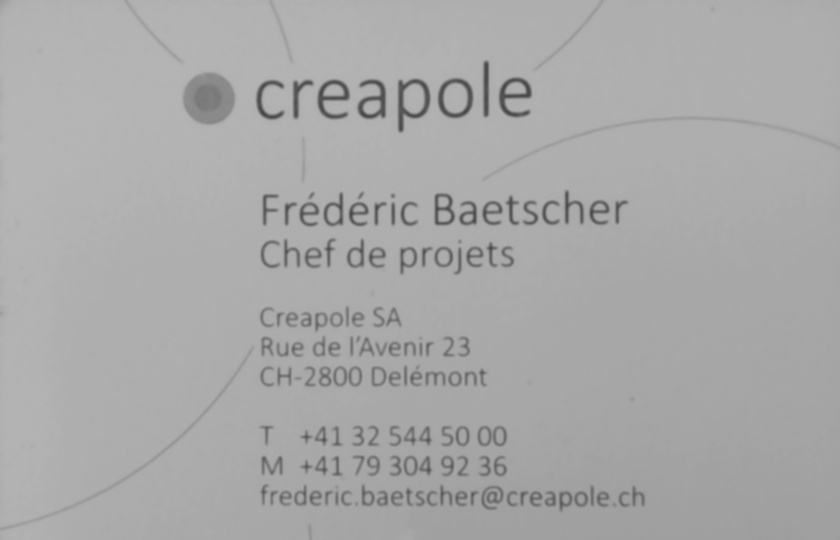 creapole
Frédéric Baetscher
Chef de projets
Creapole SA
Rue de l'Avenir 23
CH-2800 Delémont
T +41 32 544 50 00
M +41 79 304 92 36
frederic.baetscher@creapole.ch